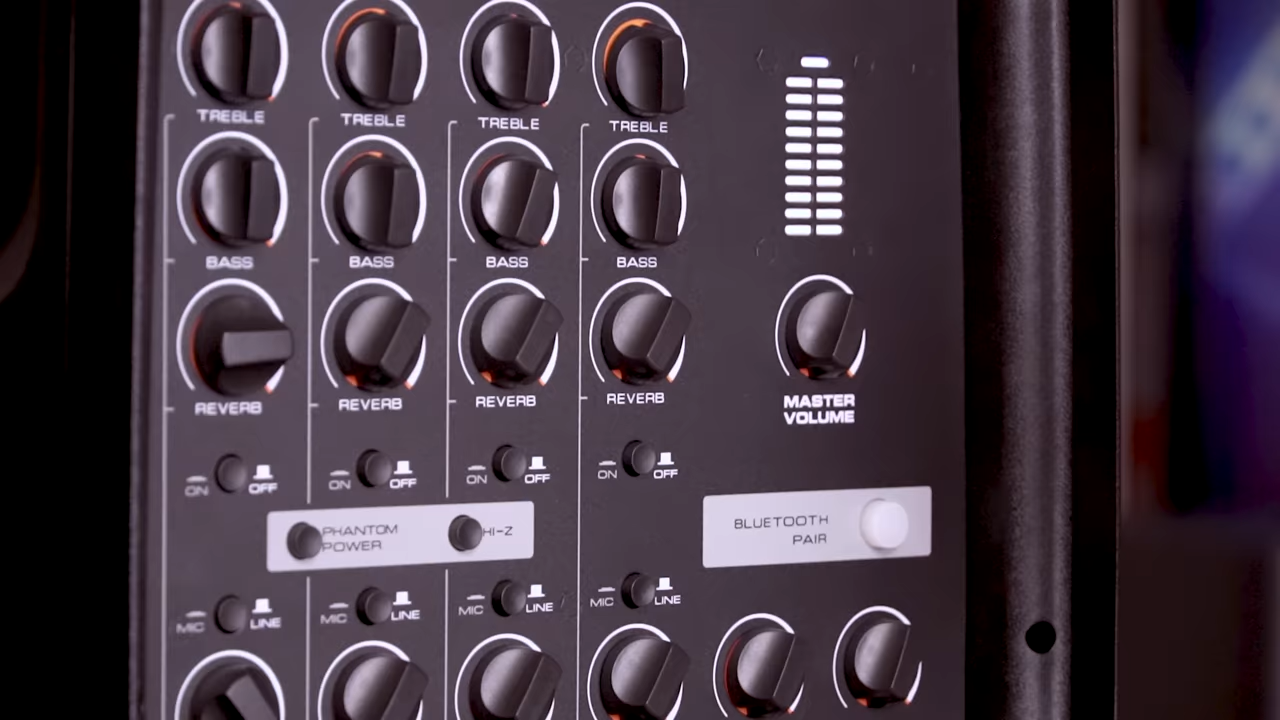 TREBLE TREBLE TREBLE TREBLE
BASS BASS BASS BASS
REVERB REVERB REVERB REVERB
MASTER
VOLUME
ON OFF ON OFF ON OFF ON OFF
PHANTOM
POWER
HI-Z
BLUETOOTH
PAIR
MIC LINE MIC LINE MIC LINE MIC LINE